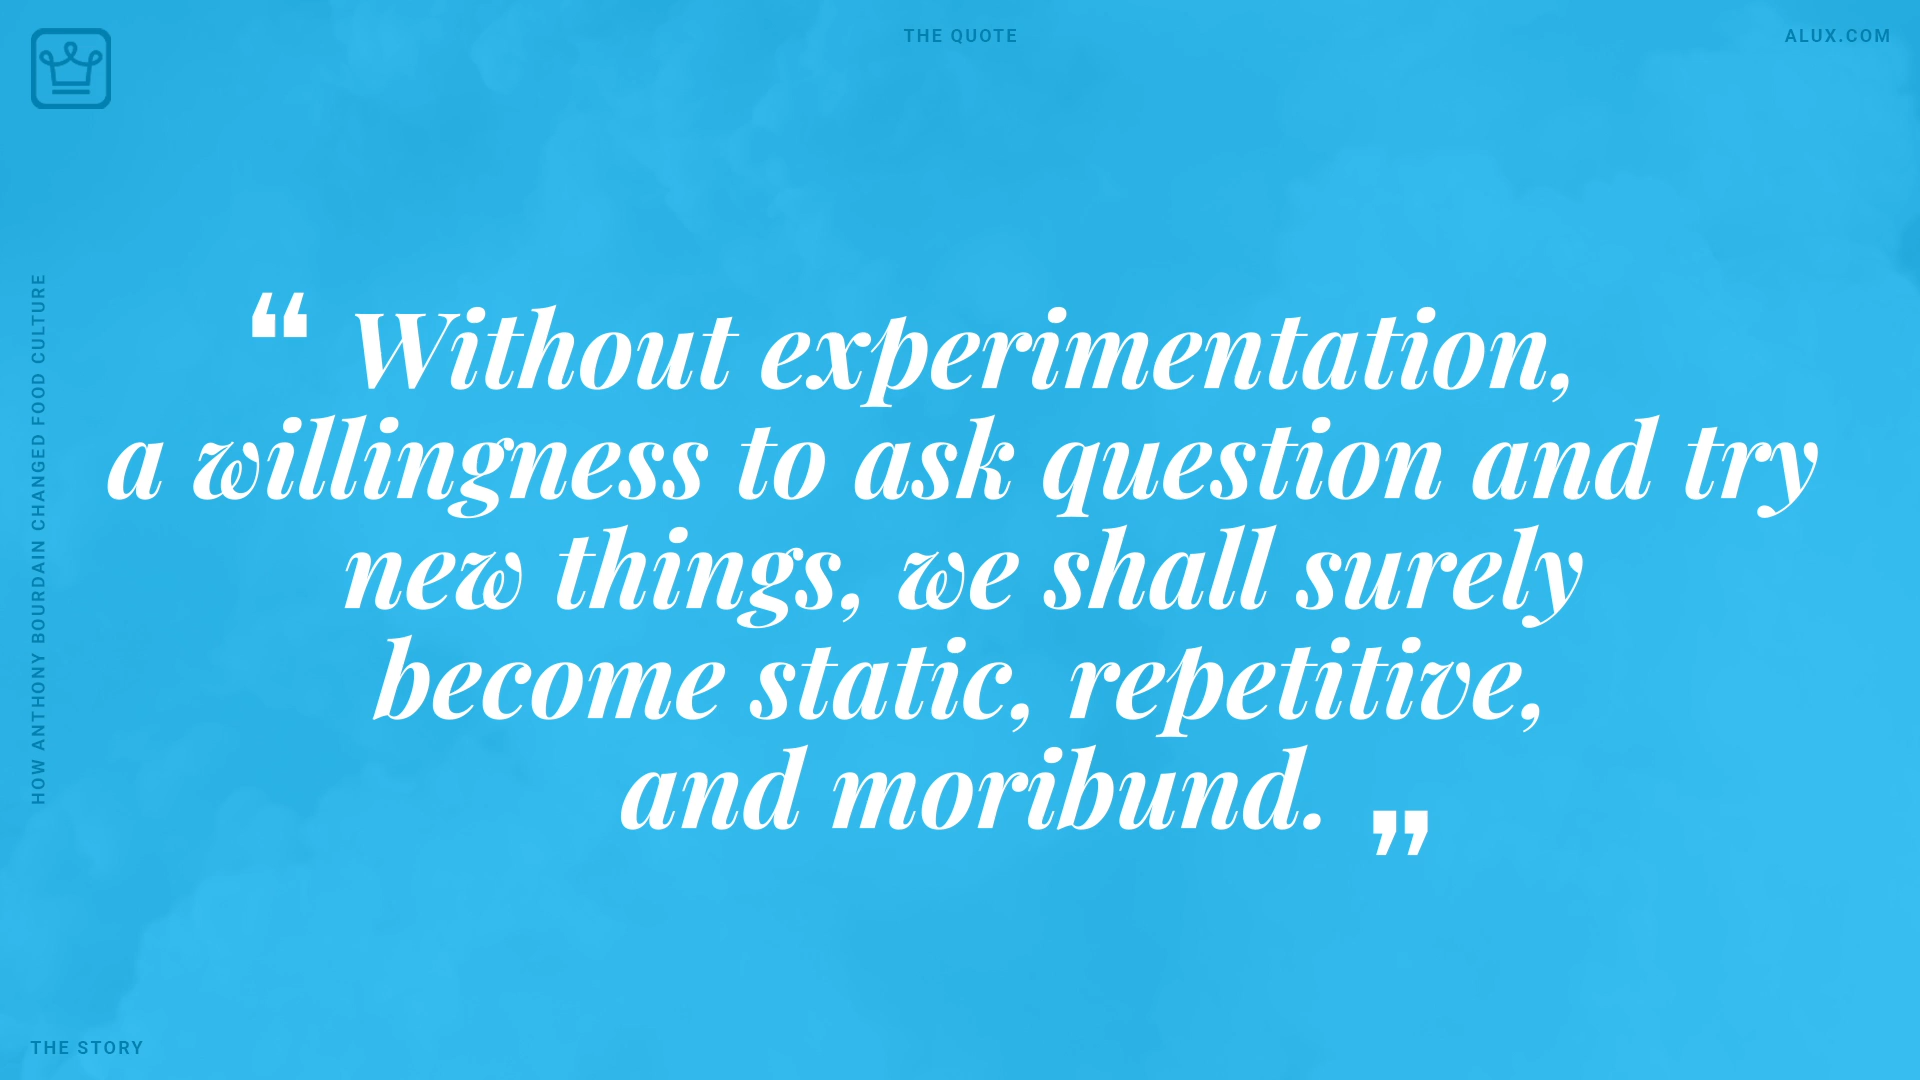 THE QUOTE
ALUX.COM
HOW ANTHONY BOURDAIN CHANGED FOOD CULTURE
❝ Without experimentation,
a willingness to ask question and try
new things, we shall surely
become static, repetitive,
and moribund. ❞
THE STORY